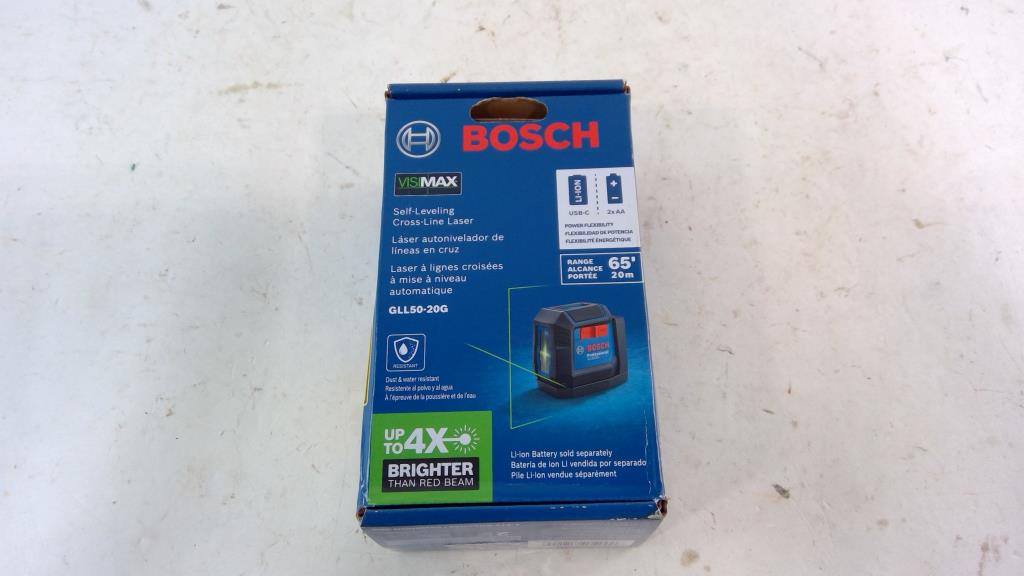 BOSCH
VISIMAX
Self-Leveling
Cross-Line Laser
Láser autonivelador de
líneas en cruz
Laser à lignes croisées
à mise à niveau
automatique
GLL50-20G
LI-ION
+
−
USB-C
2x AA
POWER FLEXIBILITY
FLEXIBILIDAD DE POTENCIA
FLEXIBILITÉ ÉNERGÉTIQUE
RANGE
ALCANCE
PORTÉE
65'
20m
RESISTANT
Dust & water resistant
Resistente al polvo y al agua
À l'épreuve de la poussière et de l'eau
BOSCH
Professional
UP
TO
4X
BRIGHTER
THAN RED BEAM
Li-ion Battery sold separately
Batería de ion Li vendida por separado
Pile Li-Ion vendue séparément